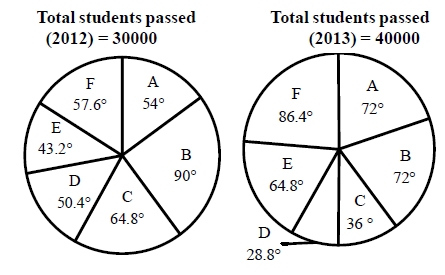 Total students passed
(2012) = 30000
F
57.6°
A
54°
E
43.2°
B
90°
D
50.4°
C
64.8°
Total students passed
(2013) = 40000
F
86.4°
A
72°
E
64.8°
B
72°
C
36 °
D
28.8°